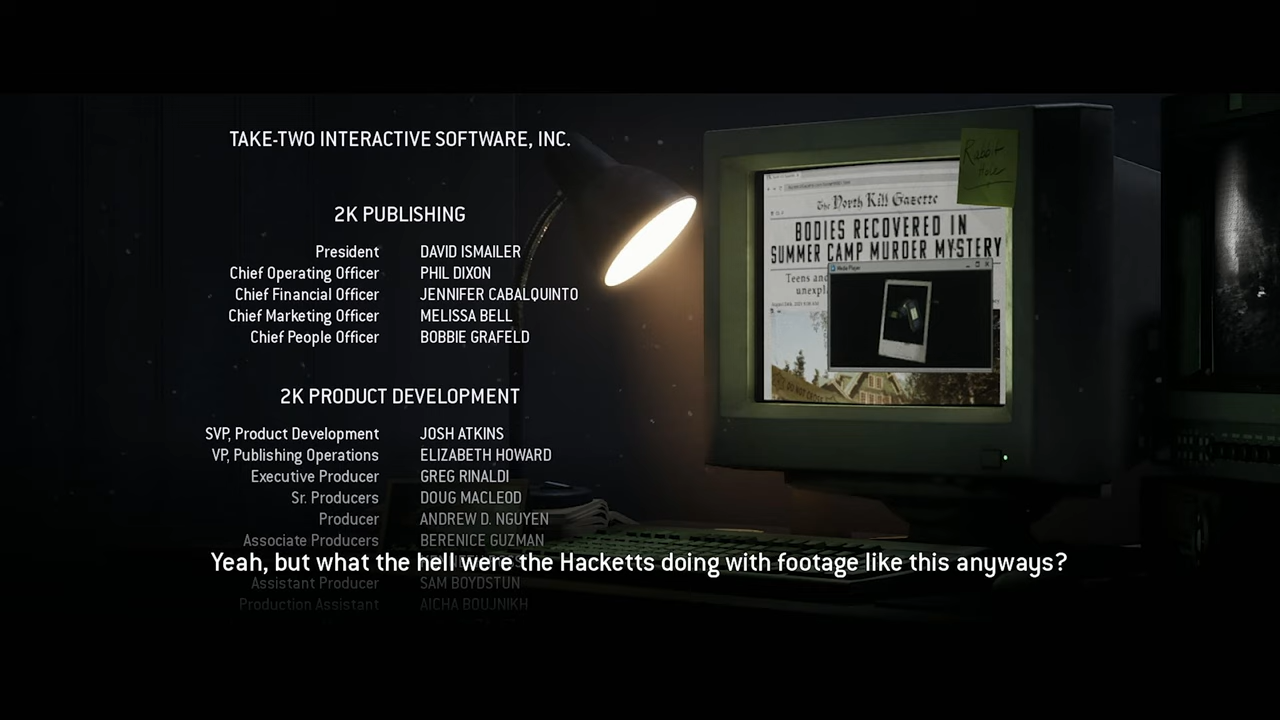 TAKE-TWO INTERACTIVE SOFTWARE, INC.
2K PUBLISHING
President DAVID ISMAILER
Chief Operating Officer PHIL DIXON
Chief Financial Officer JENNIFER CABALQUINTO
Chief Marketing Officer MELISSA BELL
Chief People Officer BOBBIE GRAFELD
2K PRODUCT DEVELOPMENT
SVP, Product Development JOSH ATKINS
VP, Publishing Operations ELIZABETH HOWARD
Executive Producer GREG RINALDI
Sr. Producers DOUG MACLEOD
Producer ANDREW D. NGUYEN
Associate Producers BERENICE GUZMAN
Assistant Producer SAM BOYDSTUN
Production Assistant AICHA BOUJNIKH
Yeah, but what the hell were the Hacketts doing with footage like this anyways?
Rabbit
Hole
The North Kill Gazette
BODIES RECOVERED IN
SUMMER CAMP MURDER MYSTERY
Teens and
unexpl
Media Player